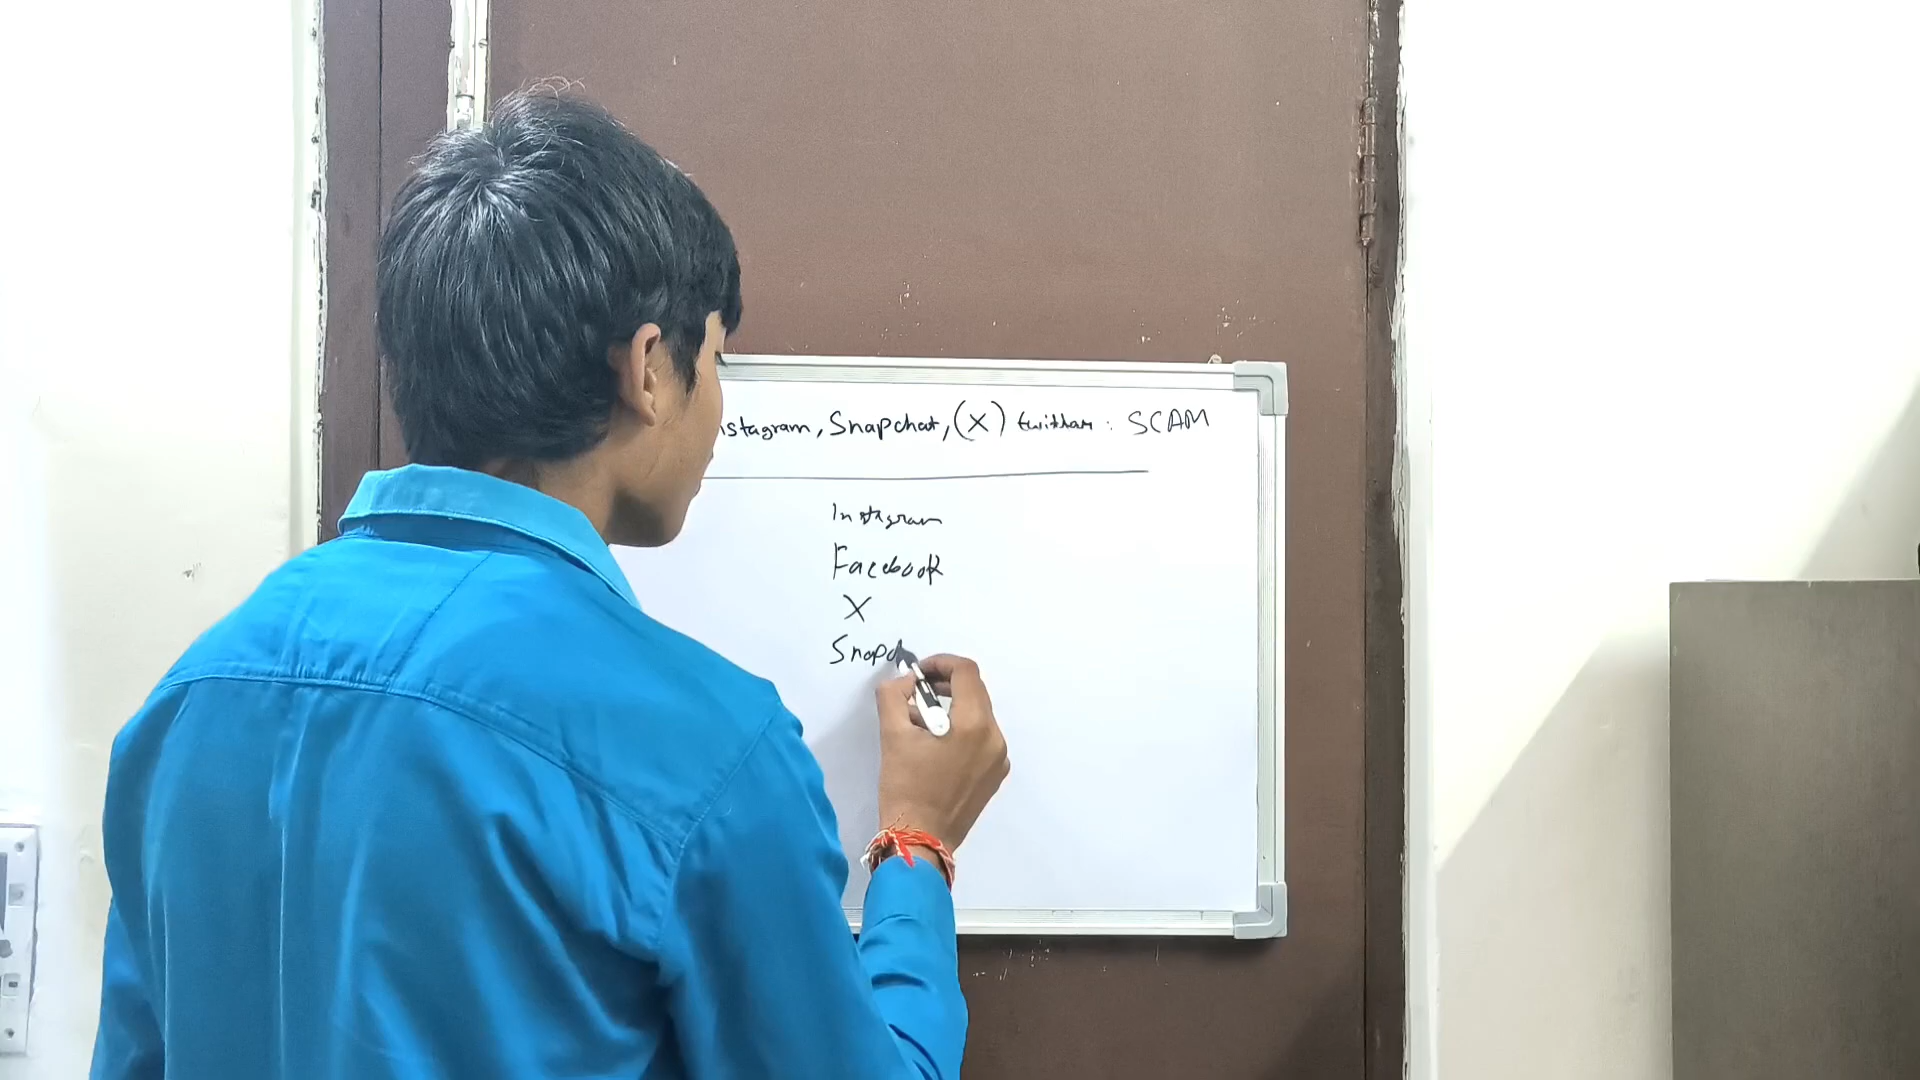 nstagram, Snapchat, (X) twitter : SCAM
Instagram
Facebook
X
Snapc